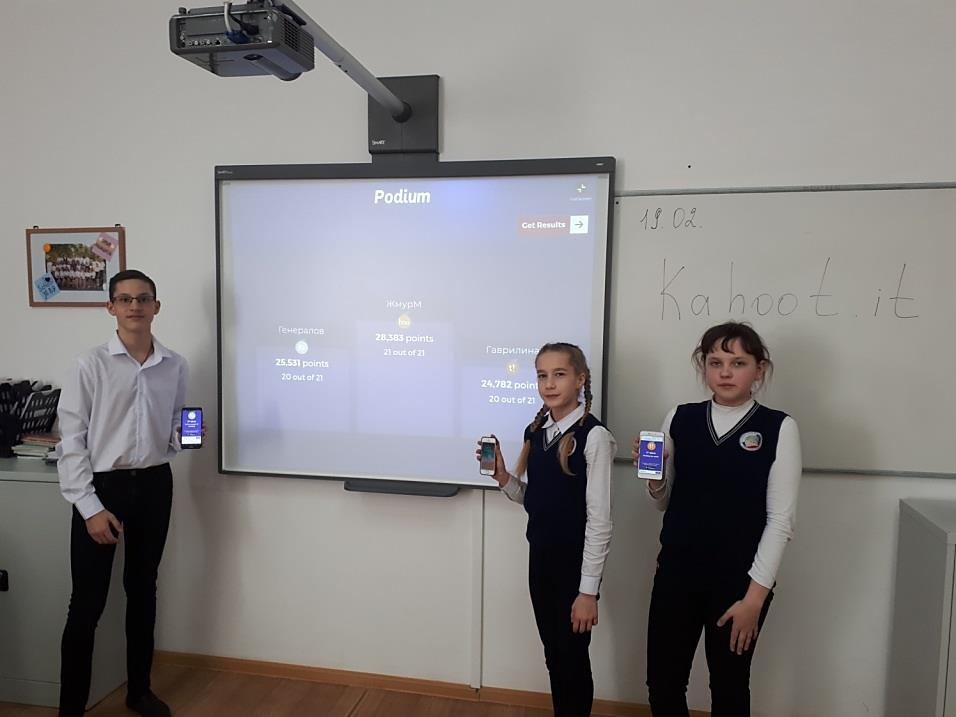 SMART
Podium
Get Results
19.02.
Kahoot.it
ЖмурМ
28,383 points
21 out of 21
Генералов
25,531 points
20 out of 21
Гаврилина
24,782 points
20 out of 21